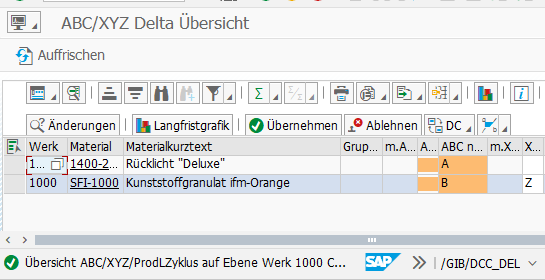 ABC/XYZ Delta Übersicht
Auffrischen
Änderungen Langfristgrafik Übernehmen Ablehnen DC
Werk Material Materialkurztext Grup... m.A... A... ABC n... m.X... X...
1... 1400-2... Rücklicht "Deluxe" A
1000 SFI-1000 Kunststoffgranulat ifm-Orange B Z
Übersicht ABC/XYZ/ProdLZyklus auf Ebene Werk 1000 C... SAP /GIB/DCC_DEL